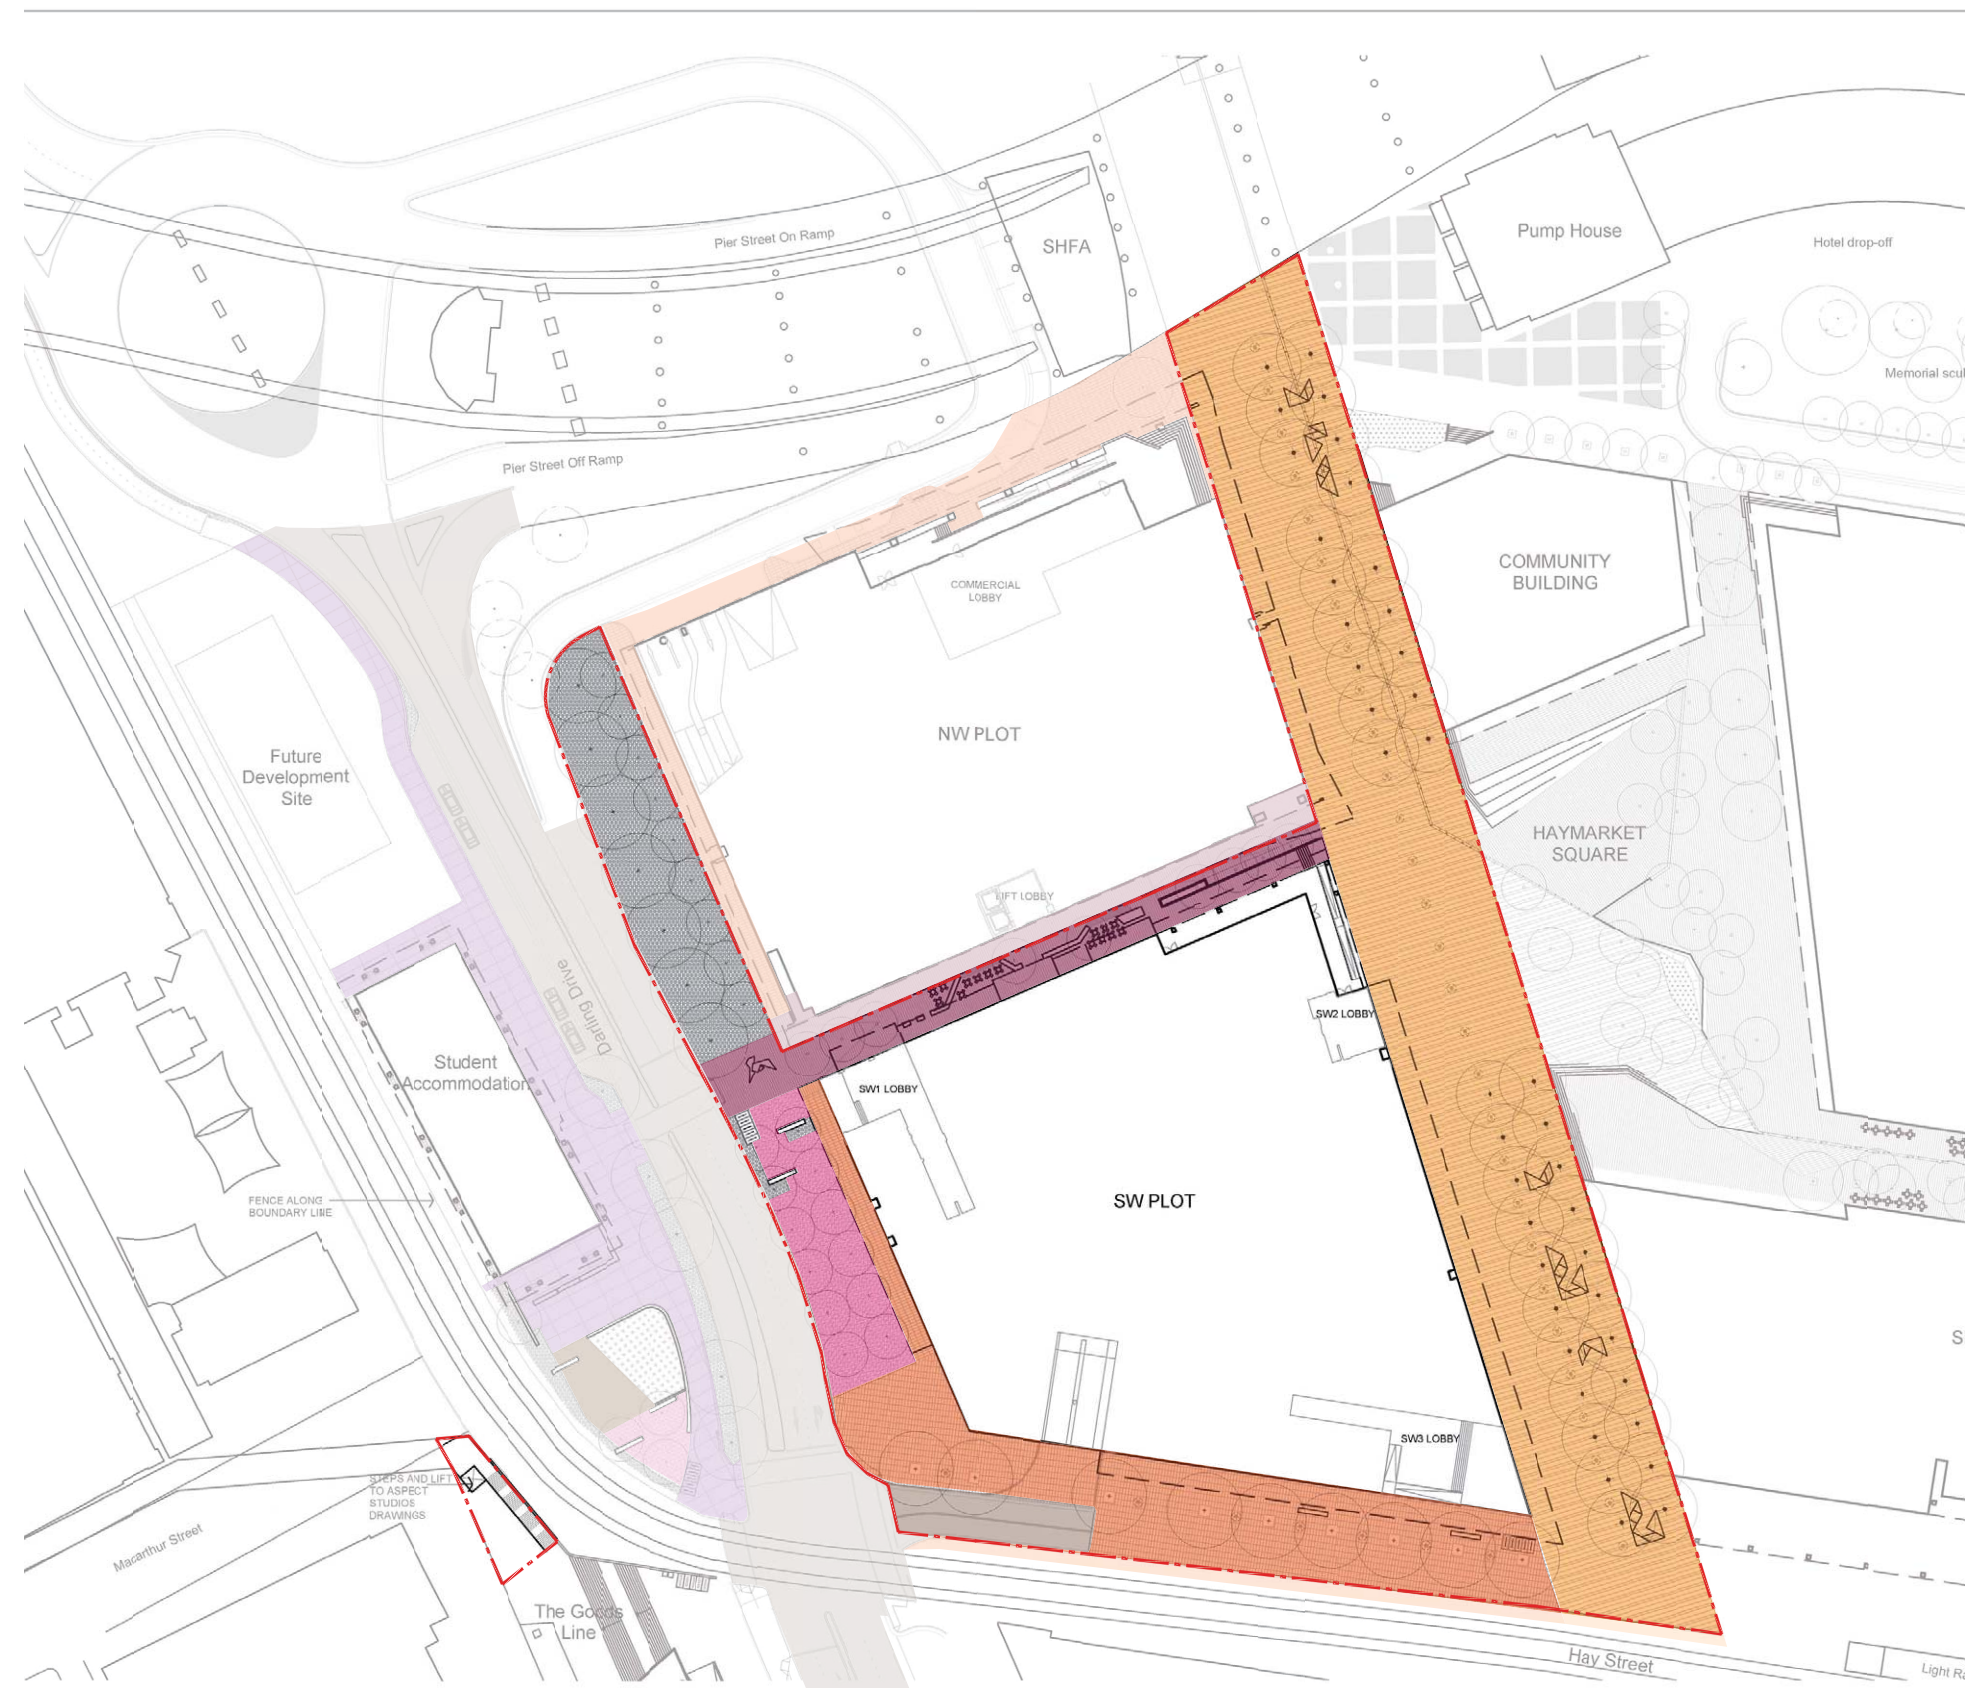 Pier Street On Ramp
SHFA
Pump House
Hotel drop-off
Memorial
Pier Street Off Ramp
COMMERCIAL
LOBBY
COMMUNITY
BUILDING
NW PLOT
Future
Development
Site
HAYMARKET
SQUARE
LIFT LOBBY
Darling Drive
SW2 LOBBY
Student
Accommodation
SW1 LOBBY
SW PLOT
FENCE ALONG
BOUNDARY LINE
S
SW3 LOBBY
STEPS AND LIFT
TO ASPECT
STUDIOS
DRAWINGS
Macarthur Street
The Goods
Line
Hay Street
Light